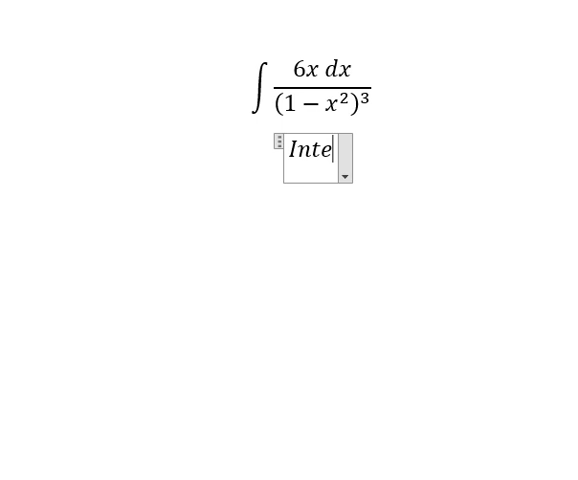 ∫ 6x dx / (1 − x²)³
Inte